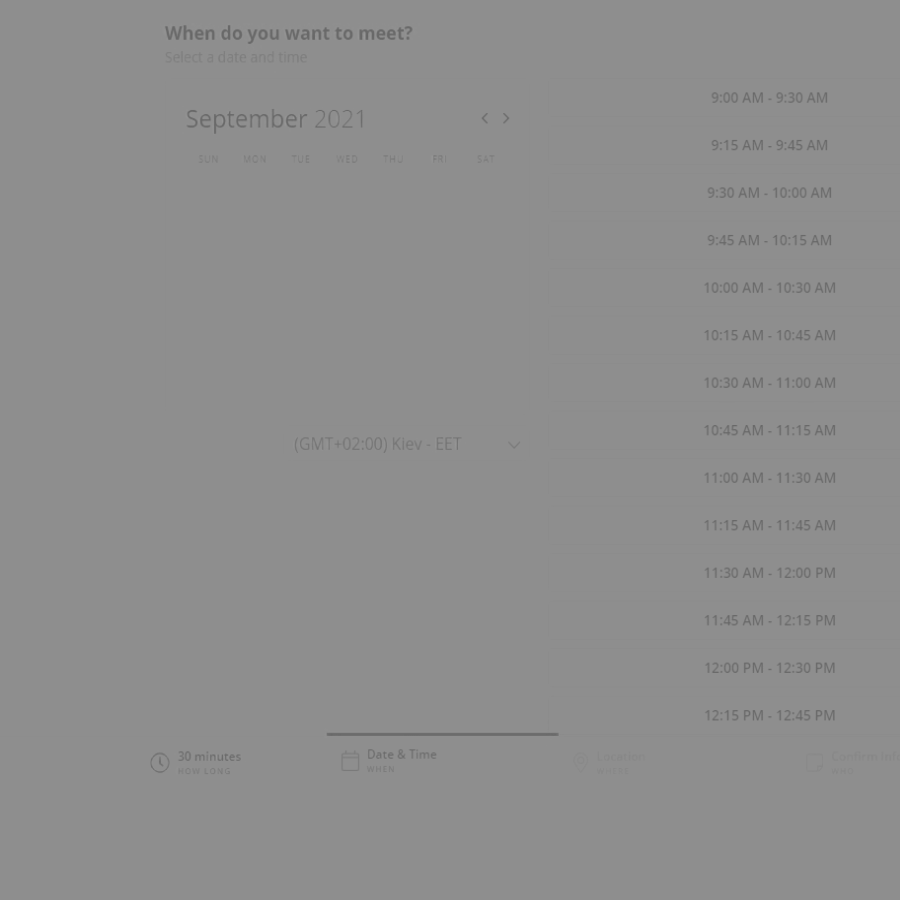 When do you want to meet?
Select a date and time
September 2021
SUN MON TUE WED THU FRI SAT
(GMT+02:00) Kiev - EET
9:00 AM - 9:30 AM
9:15 AM - 9:45 AM
9:30 AM - 10:00 AM
9:45 AM - 10:15 AM
10:00 AM - 10:30 AM
10:15 AM - 10:45 AM
10:30 AM - 11:00 AM
10:45 AM - 11:15 AM
11:00 AM - 11:30 AM
11:15 AM - 11:45 AM
11:30 AM - 12:00 PM
11:45 AM - 12:15 PM
12:00 PM - 12:30 PM
12:15 PM - 12:45 PM
30 minutes
HOW LONG
Date & Time
WHEN
Location
WHERE
Confirm
WHO